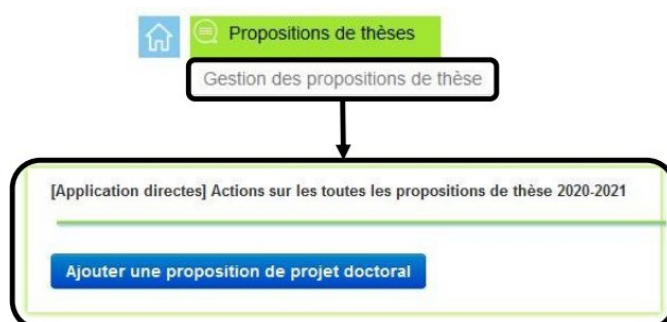 Propositions de thèses
Gestion des propositions de thèse
[Application directes] Actions sur les toutes les propositions de thèse 2020-2021
Ajouter une proposition de projet doctoral